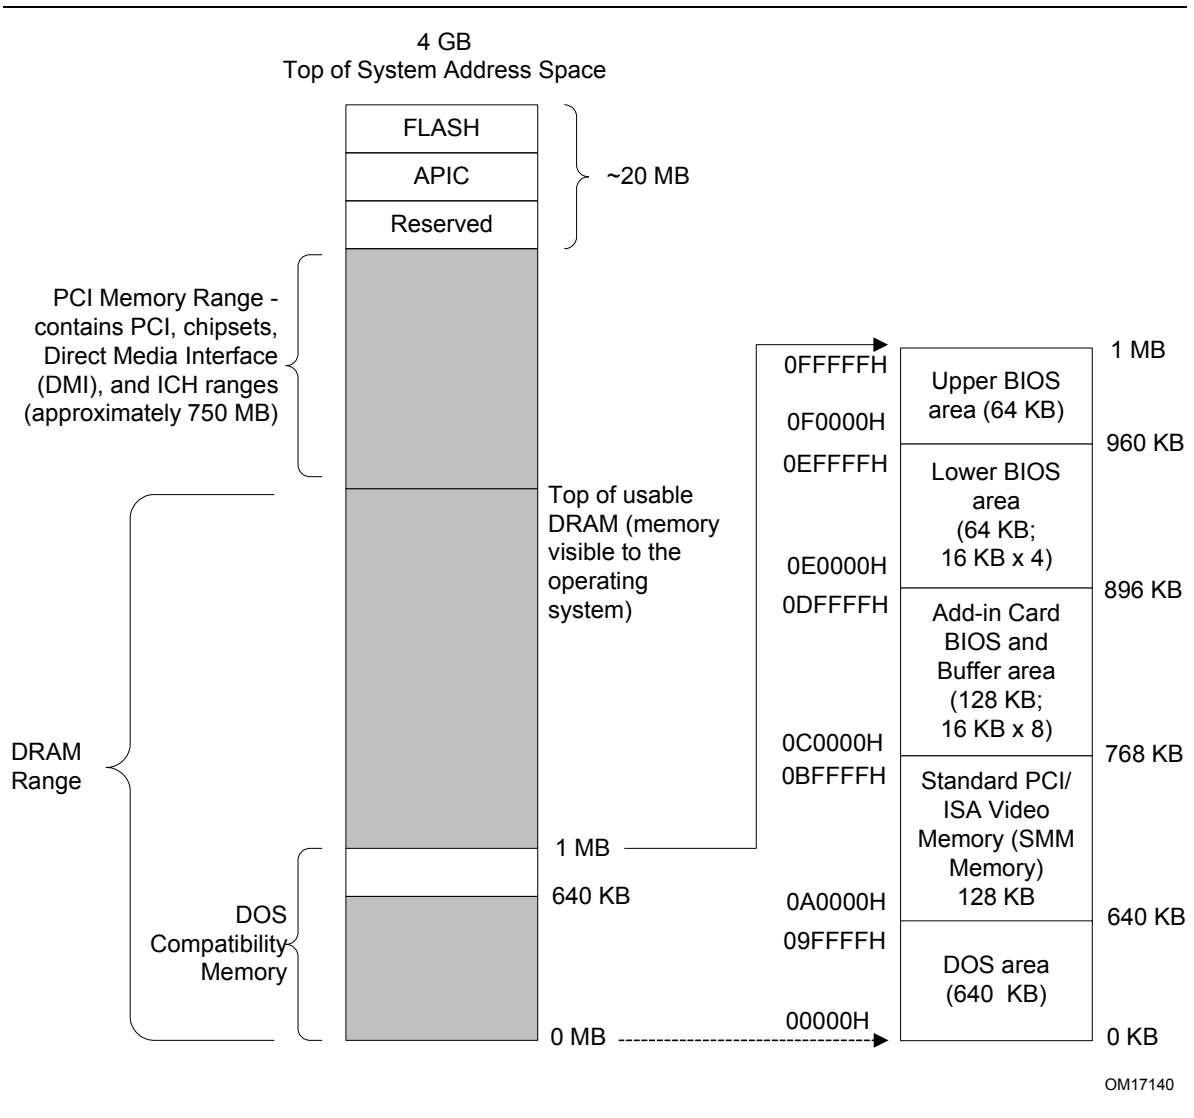 4 GB
Top of System Address Space
FLASH
APIC
Reserved
~20 MB
PCI Memory Range -
contains PCI, chipsets,
Direct Media Interface
(DMI), and ICH ranges
(approximately 750 MB)
DRAM
Range
DOS
Compatibility
Memory
Top of usable
DRAM (memory
visible to the
operating
system)
1 MB
640 KB
0 MB
0FFFFFH
0F0000H
0EFFFFH
0E0000H
0DFFFFH
0C0000H
0BFFFFH
0A0000H
09FFFFH
00000H
Upper BIOS
area (64 KB)
Lower BIOS
area
(64 KB;
16 KB x 4)
Add-in Card
BIOS and
Buffer area
(128 KB;
16 KB x 8)
Standard PCI/
ISA Video
Memory (SMM
Memory)
128 KB
DOS area
(640 KB)
1 MB
960 KB
896 KB
768 KB
640 KB
0 KB
OM17140